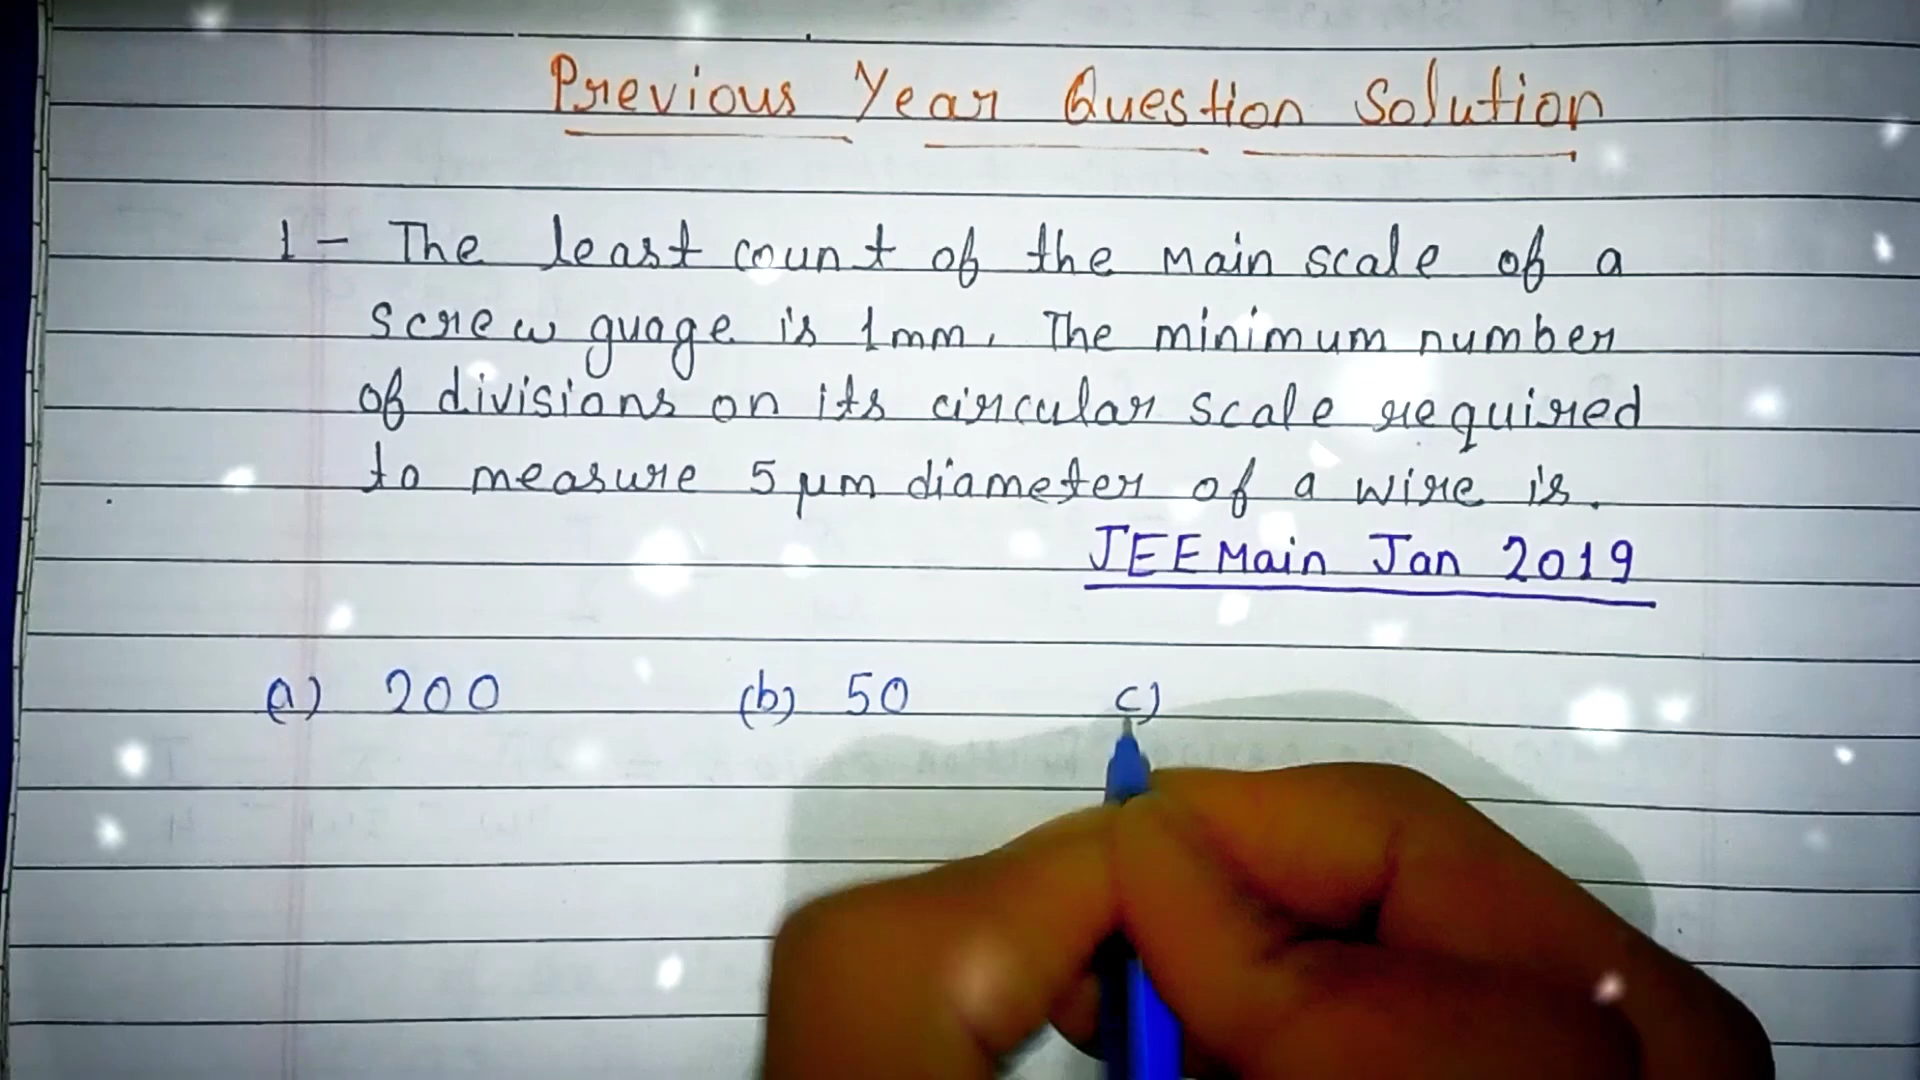 Previous Year Question Solution
1- The least count of the main scale of a
screw guage is 1mm. The minimum number
of divisions on its circular scale required
to measure 5 μm diameter of a wire is.
JEE Main Jan 2019
(a) 200 (b) 50 c)